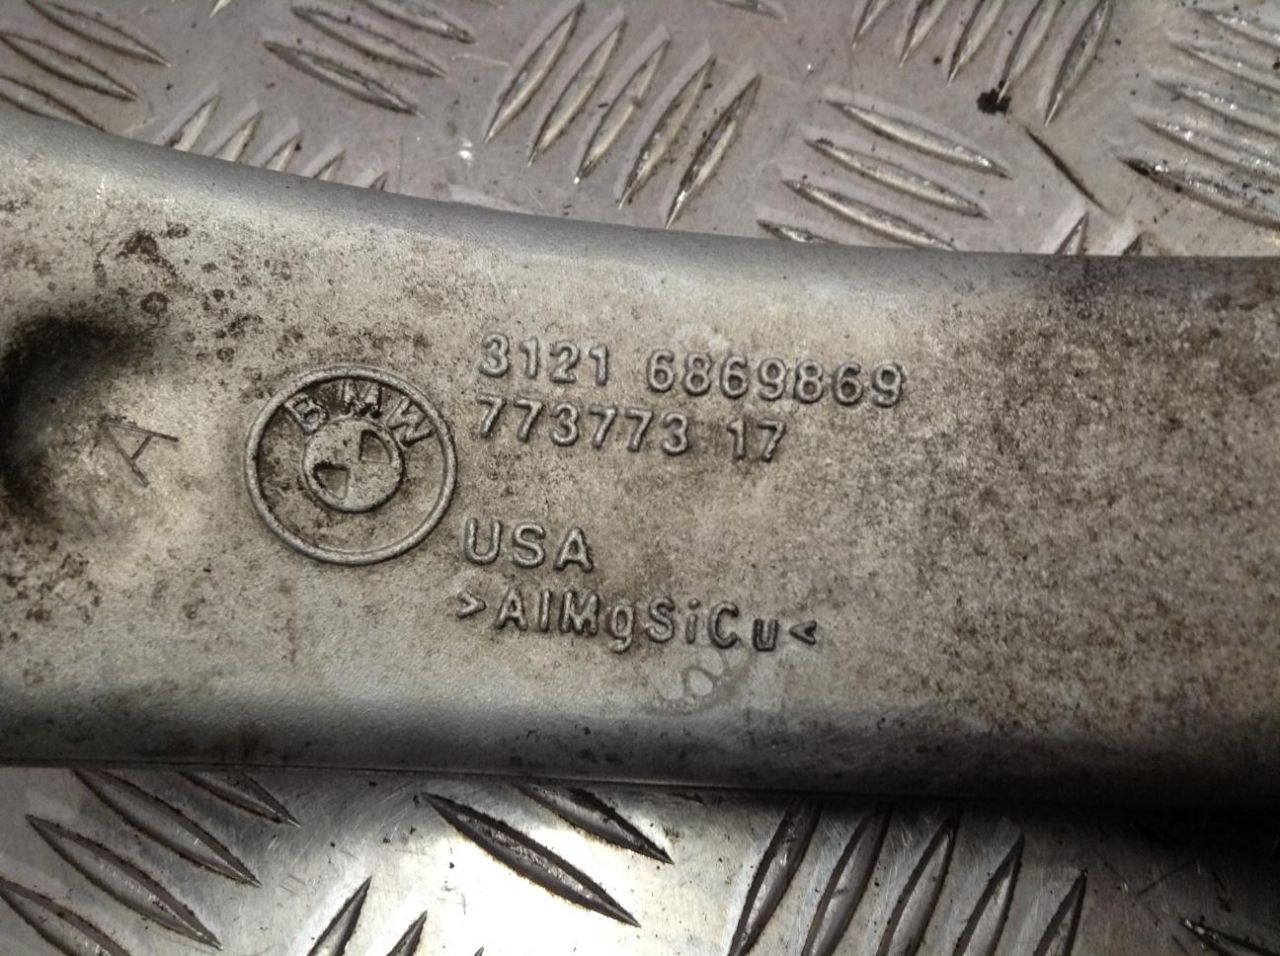 3121 6869869
773773 17
A
BMW
USA
>AlMgSiCu<